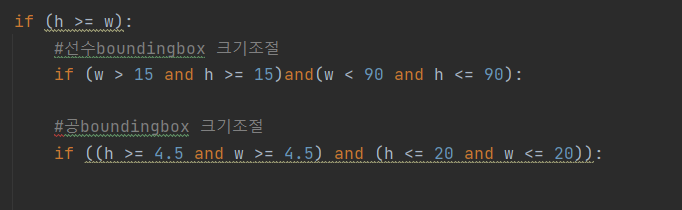 if (h >= w):
#선수boundingbox 크기조절
if (w > 15 and h >= 15)and(w < 90 and h <= 90):
#공boundingbox 크기조절
if ((h >= 4.5 and w >= 4.5) and (h <= 20 and w <= 20)):